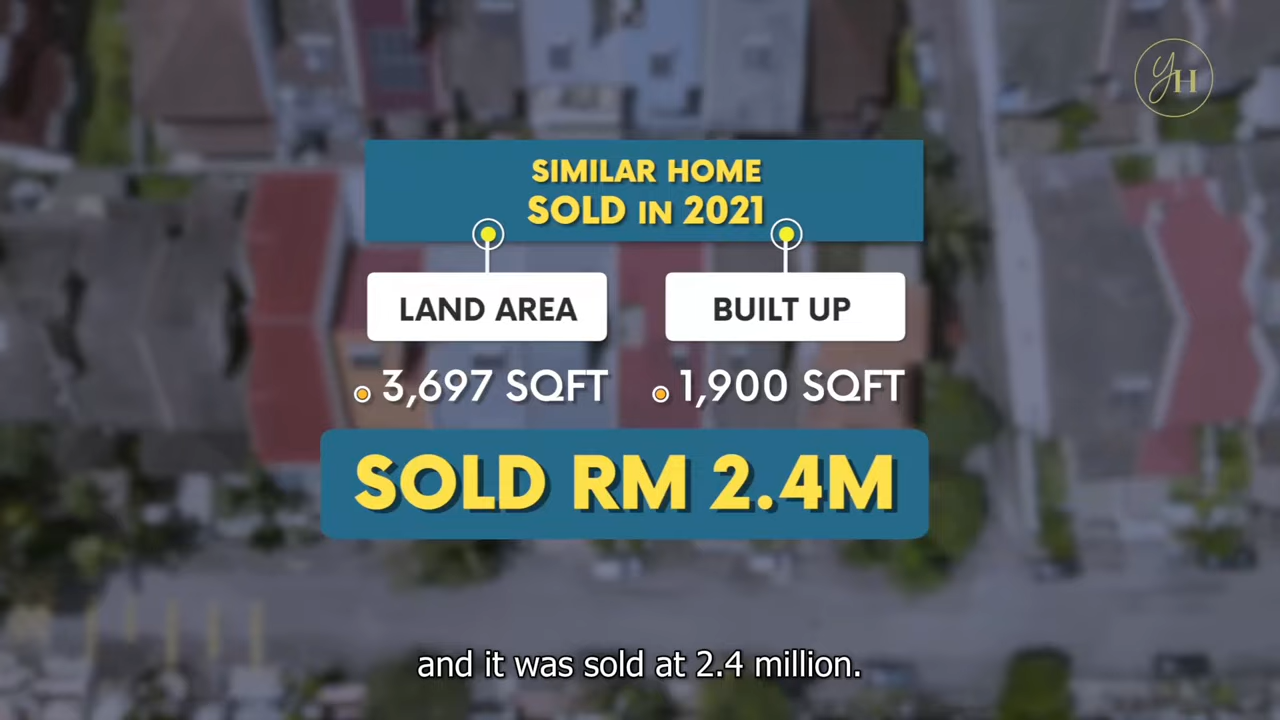 YH
SIMILAR HOME
SOLD IN 2021
LAND AREA
BUILT UP
3,697 SQFT
1,900 SQFT
SOLD RM 2.4M
and it was sold at 2.4 million.